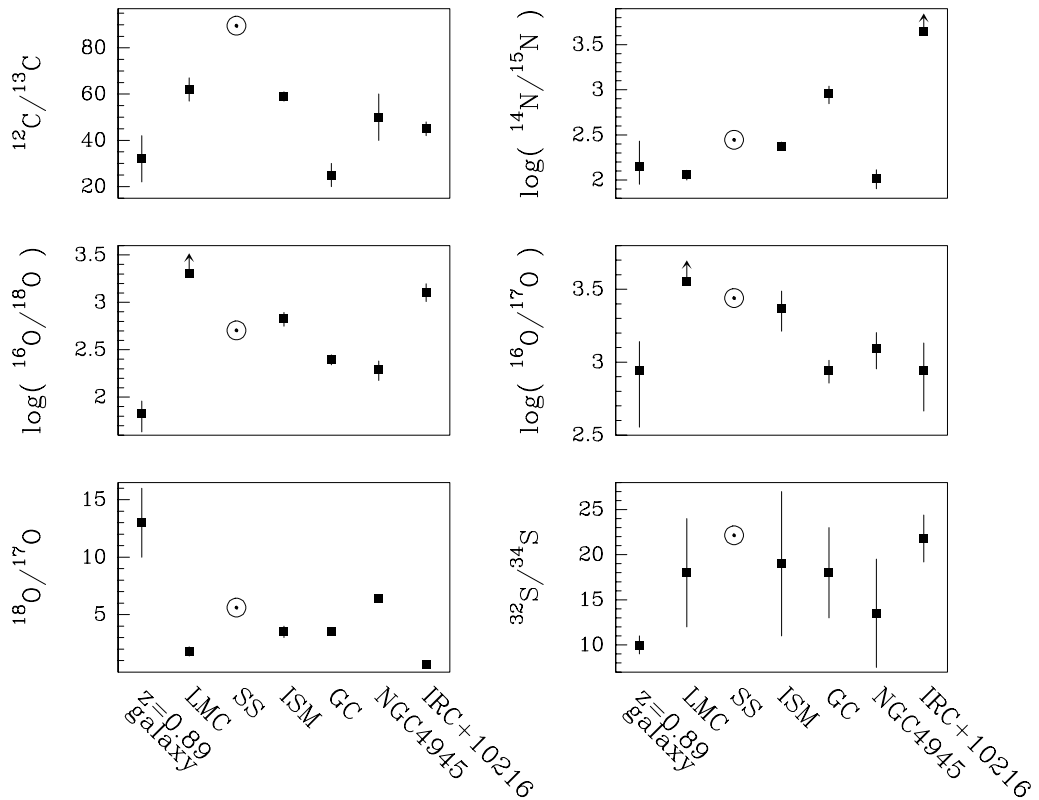 80
60
40
20
¹²C/¹³C
3.5
3
2.5
2
log( ¹⁴N/¹⁵N )
3.5
3
2.5
2
log( ¹⁶O/¹⁸O )
3.5
3
2.5
log( ¹⁶O/¹⁷O )
15
10
5
¹⁸O/¹⁷O
25
20
15
10
³²S/³⁴S
z=0.89
galaxy
LMC
SS
ISM
GC
NGC4945
IRC+10216
z=0.89
galaxy
LMC
SS
ISM
GC
NGC4945
IRC+10216